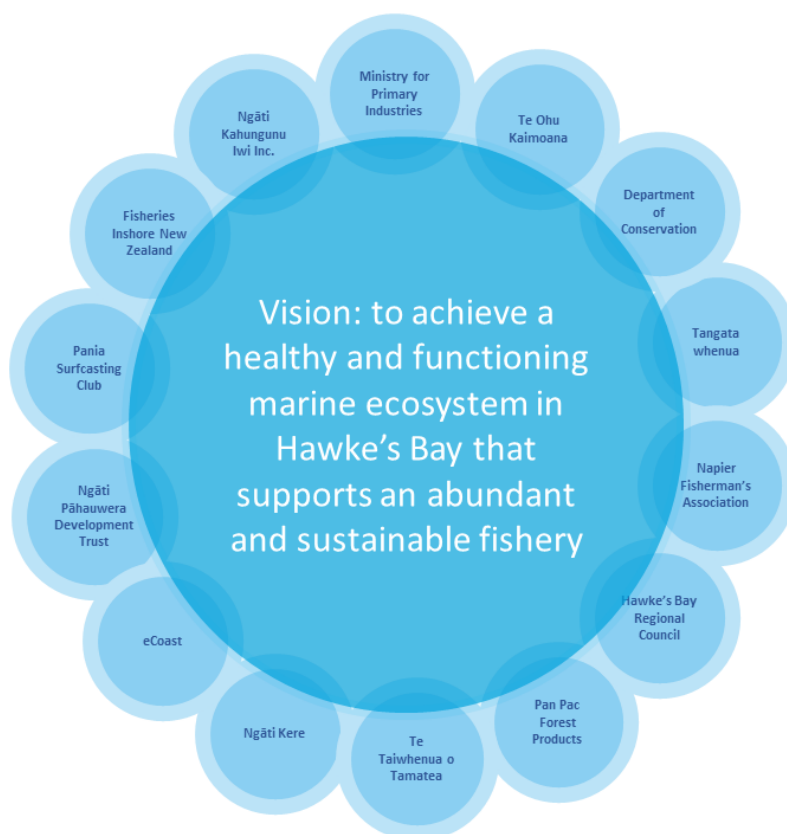 Ministry for
Primary
Industries
Te Ohu
Kaimoana
Department
of
Conservation
Tangata
whenua
Napier
Fisherman's
Association
Hawke's Bay
Regional
Council
Pan Pac
Forest
Products
Te
Taiwhenua o
Tamatea
Ngāti Kere
eCoast
Ngāti
Pāhauwera
Development
Trust
Pania
Surfcasting
Club
Fisheries
Inshore New
Zealand
Ngāti
Kahungunu
Iwi Inc.
Vision: to achieve a
healthy and functioning
marine ecosystem in
Hawke's Bay that
supports an abundant
and sustainable fishery